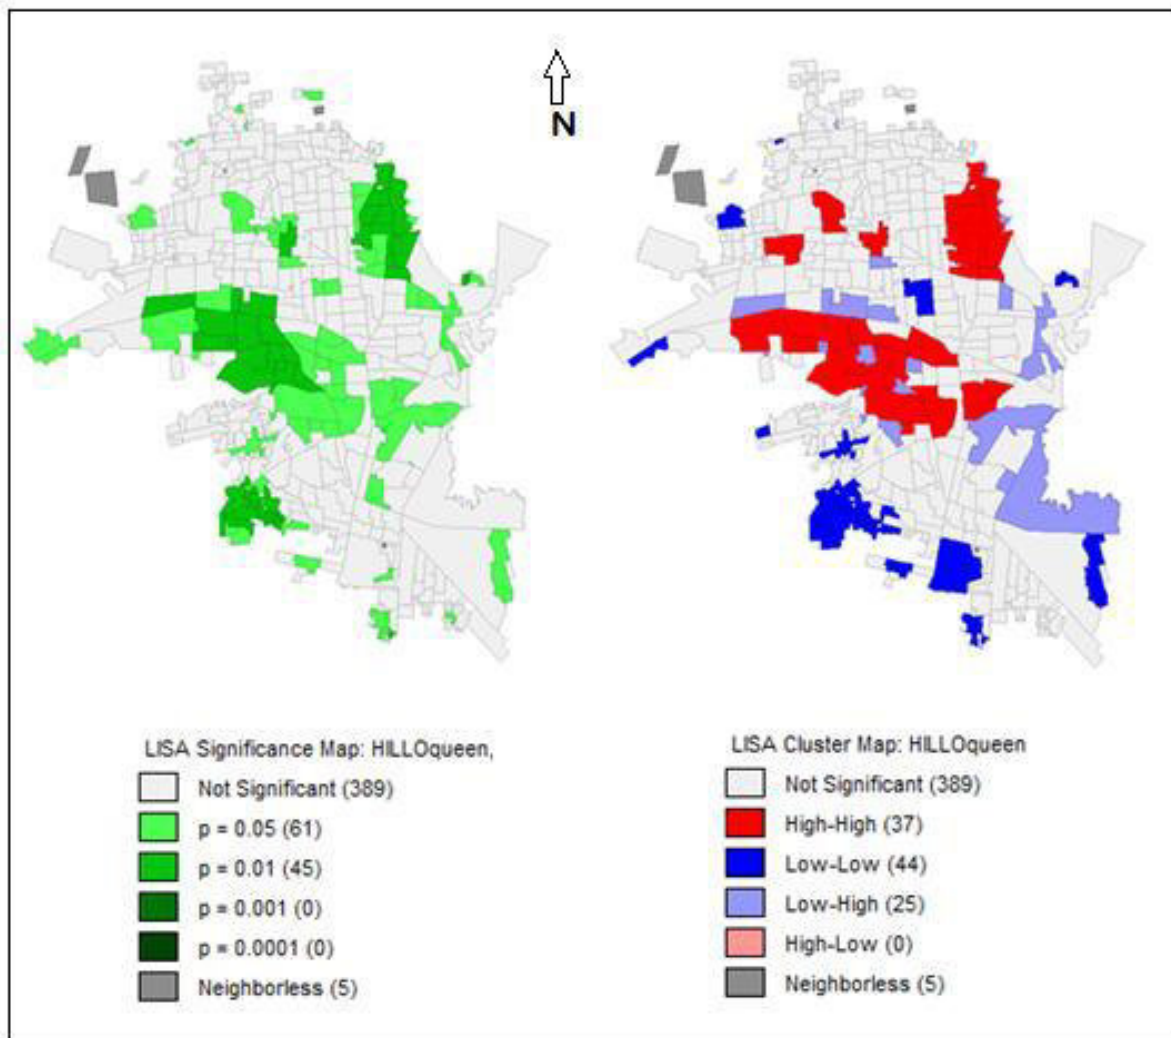 N
LISA Significance Map: HILLOqueen,
Not Significant (389)
p = 0.05 (61)
p = 0.01 (45)
p = 0.001 (0)
p = 0.0001 (0)
Neighborless (5)
LISA Cluster Map: HILLOqueen
Not Significant (389)
High-High (37)
Low-Low (44)
Low-High (25)
High-Low (0)
Neighborless (5)